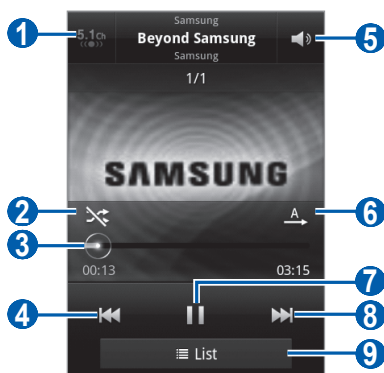 Samsung
1
5.1ch
Beyond Samsung
5
Samsung
1/1
SAMSUNG
2
A
6
3
00:13
03:15
7
4
8
List
9